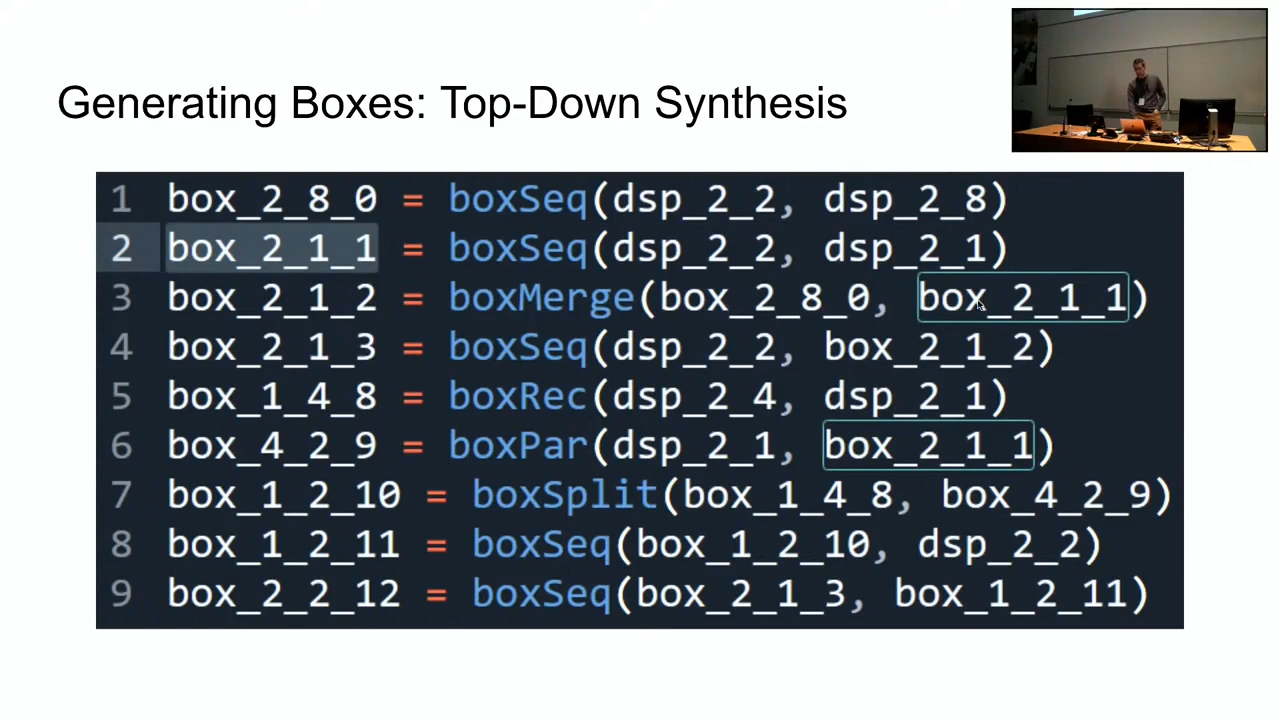 Generating Boxes: Top-Down Synthesis
1 box_2_8_0 = boxSeq(dsp_2_2, dsp_2_8)
2 box_2_1_1 = boxSeq(dsp_2_2, dsp_2_1)
3 box_2_1_2 = boxMerge(box_2_8_0, box_2_1_1)
4 box_2_1_3 = boxSeq(dsp_2_2, box_2_1_2)
5 box_1_4_8 = boxRec(dsp_2_4, dsp_2_1)
6 box_4_2_9 = boxPar(dsp_2_1, box_2_1_1)
7 box_1_2_10 = boxSplit(box_1_4_8, box_4_2_9)
8 box_1_2_11 = boxSeq(box_1_2_10, dsp_2_2)
9 box_2_2_12 = boxSeq(box_2_1_3, box_1_2_11)